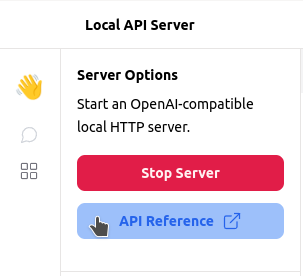 Local API Server
Server Options
Start an OpenAI-compatible
local HTTP server.
Stop Server
API Reference